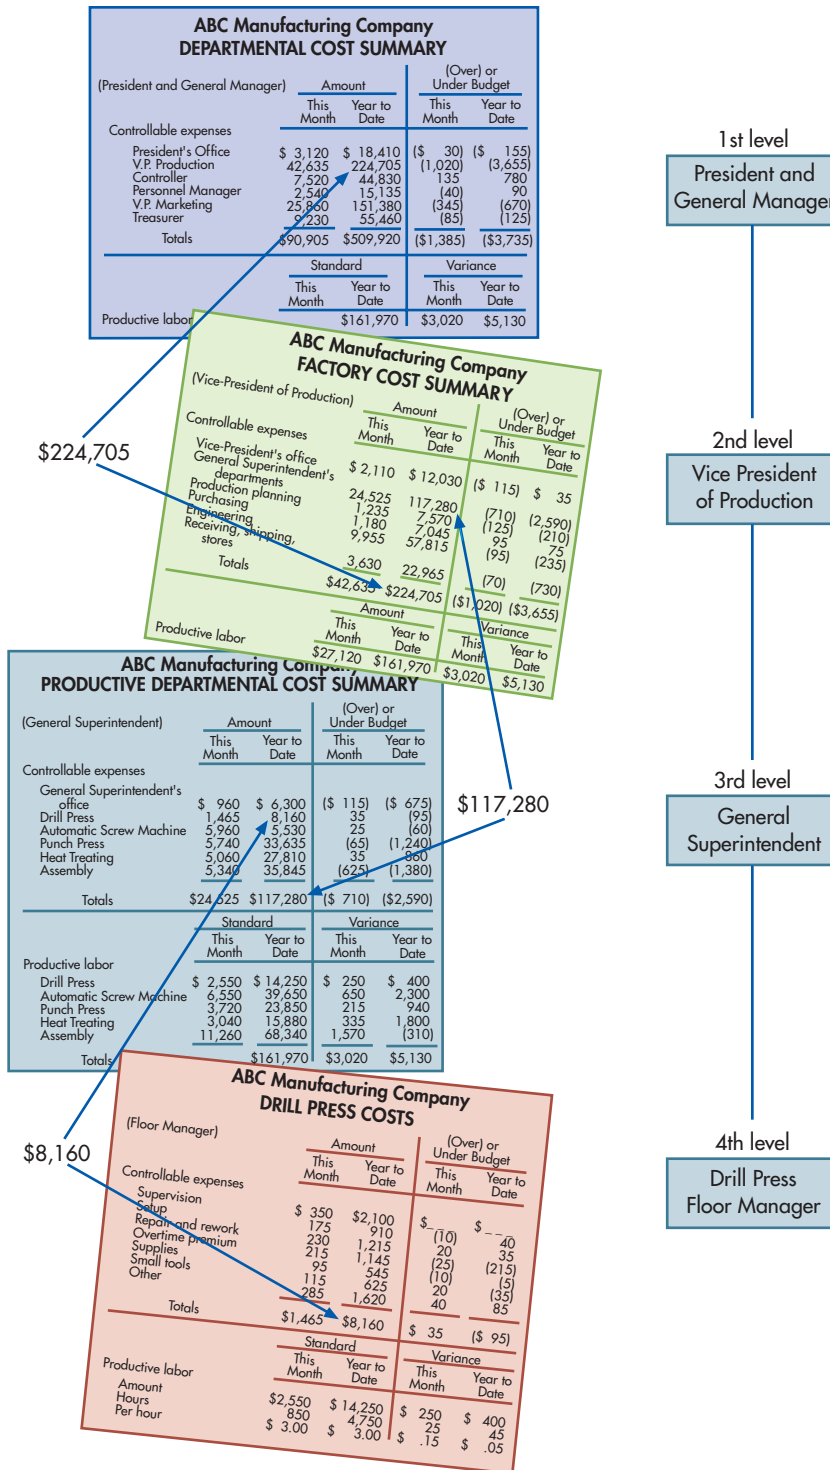 ABC Manufacturing Company
DEPARTMENTAL COST SUMMARY
(President and General Manager) Amount (Over) or Under Budget
This Month Year to Date This Month Year to Date
Controllable expenses
President's Office $ 3,120 $ 18,410 ($ 30) ($ 155)
V.P. Production 42,635 224,705 (1,020) (3,655)
Controller 7,520 44,830 135 780
Personnel Manager 2,540 15,135 (40) 90
V.P. Marketing 25,860 151,380 (345) (670)
Treasurer 9,230 55,460 (85) (125)
Totals $90,905 $509,920 ($1,385) ($3,735)
Standard Variance
This Month Year to Date This Month Year to Date
Productive labor $161,970 $3,020 $5,130
$224,705
ABC Manufacturing Company
FACTORY COST SUMMARY
(Vice-President of Production) Amount (Over) or Under Budget
This Month Year to Date This Month Year to Date
Controllable expenses
Vice-President's office $ 2,110 $ 12,030 ($ 115) $ 35
General Superintendent's departments 24,525 117,280 (710) (2,590)
Production planning 1,235 7,570 (125) (210)
Purchasing 1,180 7,045 95 75
Engineering 9,955 57,815 (95) (235)
Receiving, shipping, stores 3,630 22,965 (70) (730)
Totals $42,635 $224,705 ($1,020) ($3,655)
Amount Variance
This Month Year to Date This Month Year to Date
Productive labor $27,120 $161,970 $3,020 $5,130
ABC Manufacturing Company
PRODUCTIVE DEPARTMENTAL COST SUMMARY
(General Superintendent) Amount (Over) or Under Budget
This Month Year to Date This Month Year to Date
Controllable expenses
General Superintendent's office $ 960 $ 6,300 ($ 115) ($ 675)
Drill Press 1,465 8,160 35 (95)
Automatic Screw Machine 5,960 5,530 25 (60)
Punch Press 5,740 33,635 (65) (1,240)
Heat Treating 5,060 27,810 35 860
Assembly 5,340 35,845 (625) (1,380)
Totals $24,525 $117,280 ($ 710) ($2,590)
Standard Variance
This Month Year to Date This Month Year to Date
Productive labor
Drill Press $ 2,550 $ 14,250 $ 250 $ 400
Automatic Screw Machine 6,550 39,650 650 2,300
Punch Press 3,720 23,850 215 940
Heat Treating 3,040 15,880 335 1,800
Assembly 11,260 68,340 1,570 (310)
Totals $161,970 $3,020 $5,130
$117,280
$8,160
ABC Manufacturing Company
DRILL PRESS COSTS
(Floor Manager) Amount (Over) or Under Budget
This Month Year to Date This Month Year to Date
Controllable expenses
Supervision $ 350 $2,100 $_ _ _ $_ _ _
Setup 175 910 (10) 40
Repair and rework 230 1,215 20 35
Overtime premium 215 1,145 (25) (215)
Supplies 95 545 (10) (5)
Small tools 115 625 20 (35)
Other 285 1,620 40 85
Totals $1,465 $8,160 $ 35 ($ 95)
Standard Variance
This Month Year to Date This Month Year to Date
Productive labor
Amount $2,550 $ 14,250 $ 250 $ 400
Hours 850 4,750 25 45
Per hour $ 3.00 $ 3.00 $ .15 $ .05
1st level
President and
General Manager
2nd level
Vice President
of Production
3rd level
General
Superintendent
4th level
Drill Press
Floor Manager